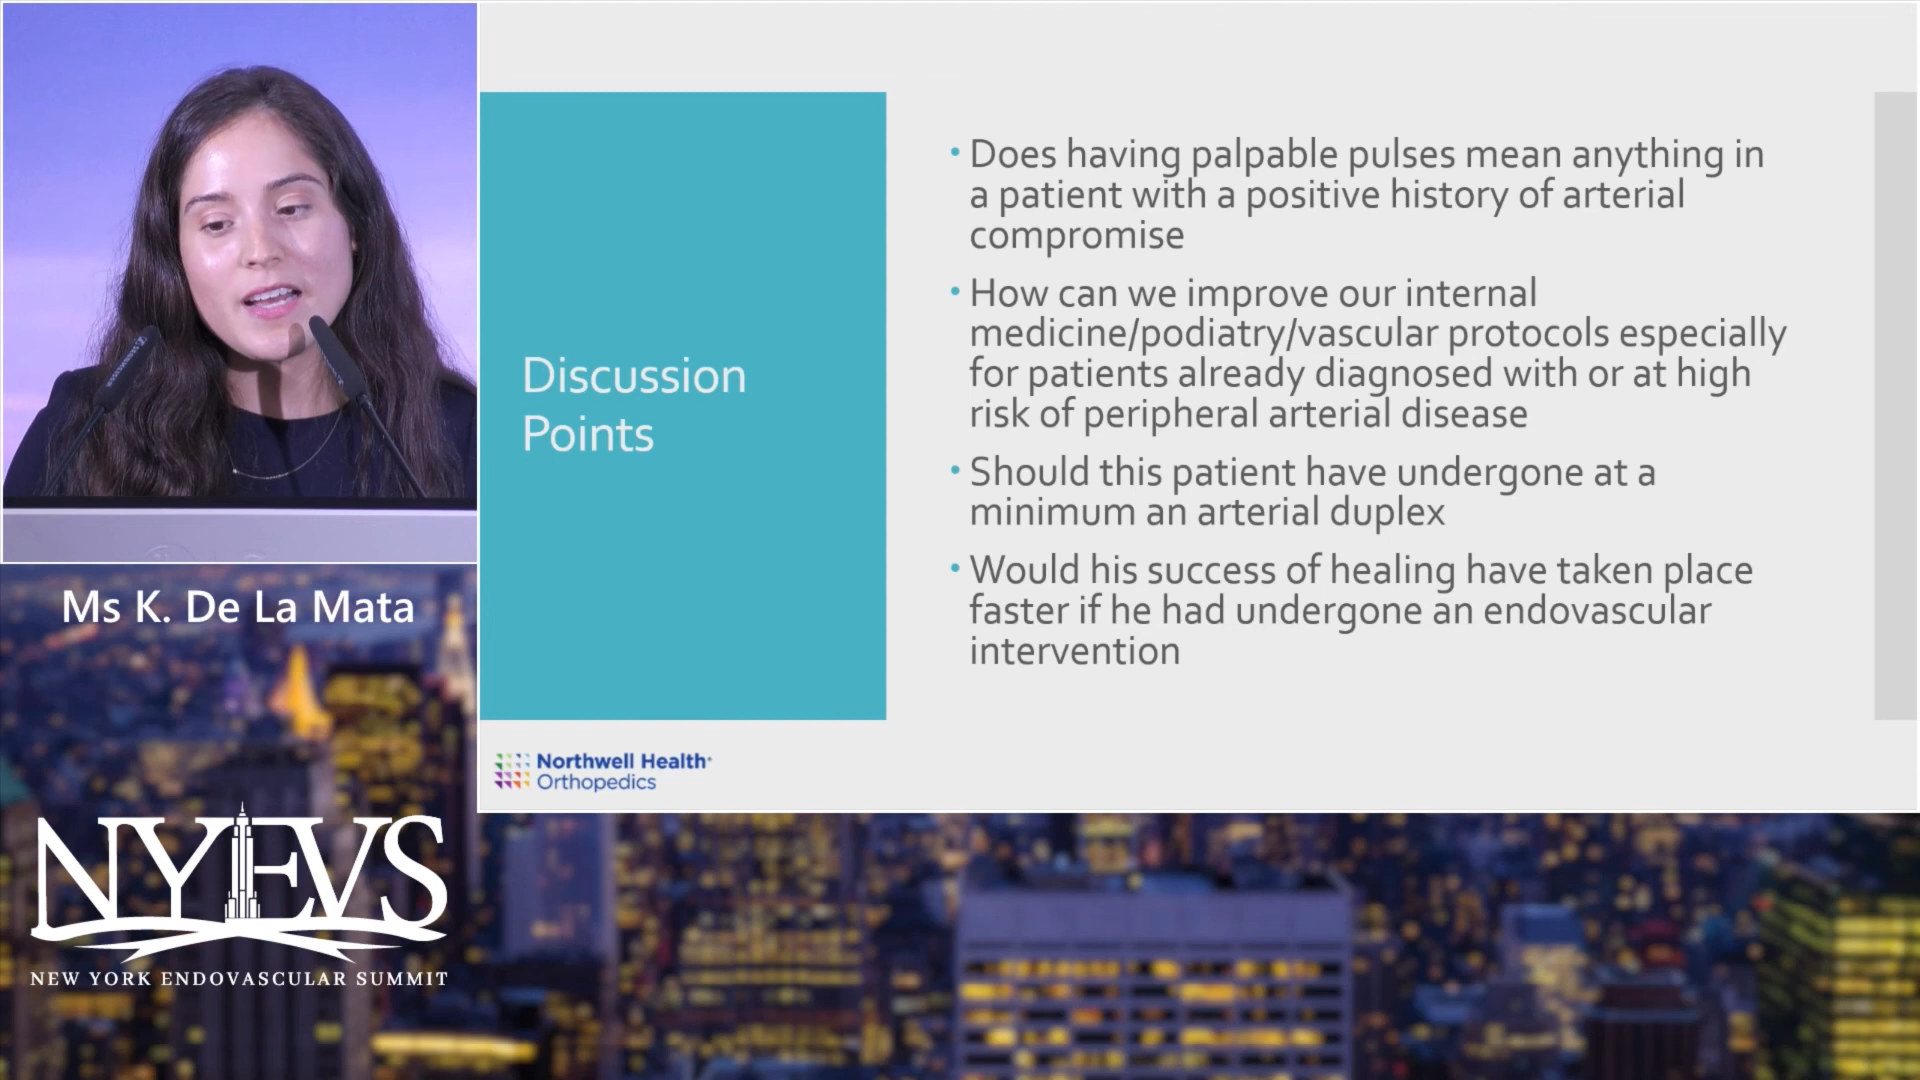 Ms K. De La Mata
NYEVS
NEW YORK ENDOVASCULAR SUMMIT
Discussion
Points
• Does having palpable pulses mean anything in
a patient with a positive history of arterial
compromise
• How can we improve our internal
medicine/podiatry/vascular protocols especially
for patients already diagnosed with or at high
risk of peripheral arterial disease
• Should this patient have undergone at a
minimum an arterial duplex
• Would his success of healing have taken place
faster if he had undergone an endovascular
intervention
Northwell Health
Orthopedics